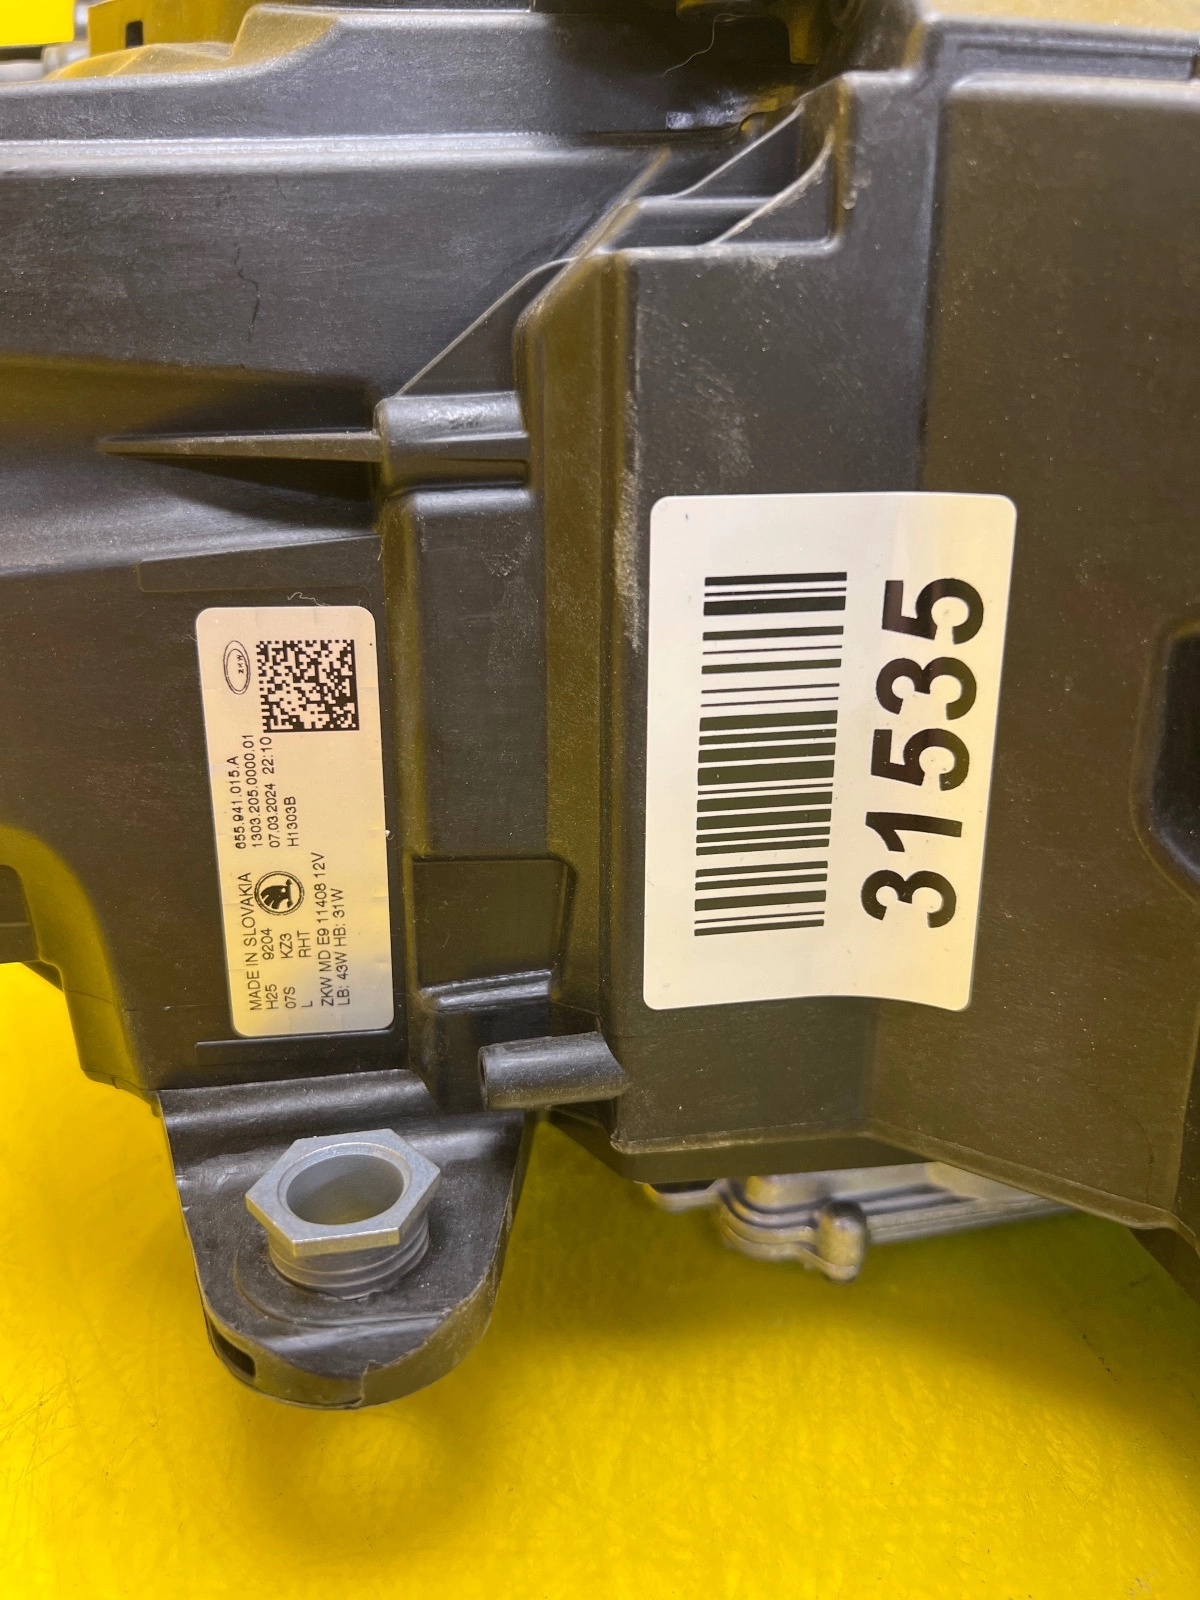 ZKW
655.941.015.A
1303.205.0000.01
07.03.2024 22:10
H1303B
MADE IN SLOVAKIA
H25 9204
07S KZ3
L RHT
ZKW MD E9 11408 12V
LB: 43W HB: 31W
31535